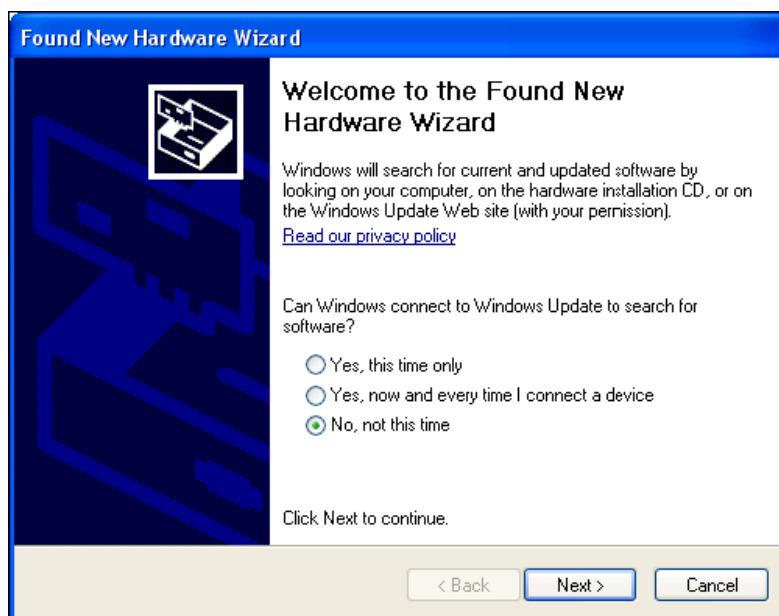 Found New Hardware Wizard
Welcome to the Found New
Hardware Wizard
Windows will search for current and updated software by
looking on your computer, on the hardware installation CD, or on
the Windows Update Web site (with your permission).
Read our privacy policy
Can Windows connect to Windows Update to search for
software?
Yes, this time only
Yes, now and every time I connect a device
No, not this time
Click Next to continue.
< Back
Next >
Cancel